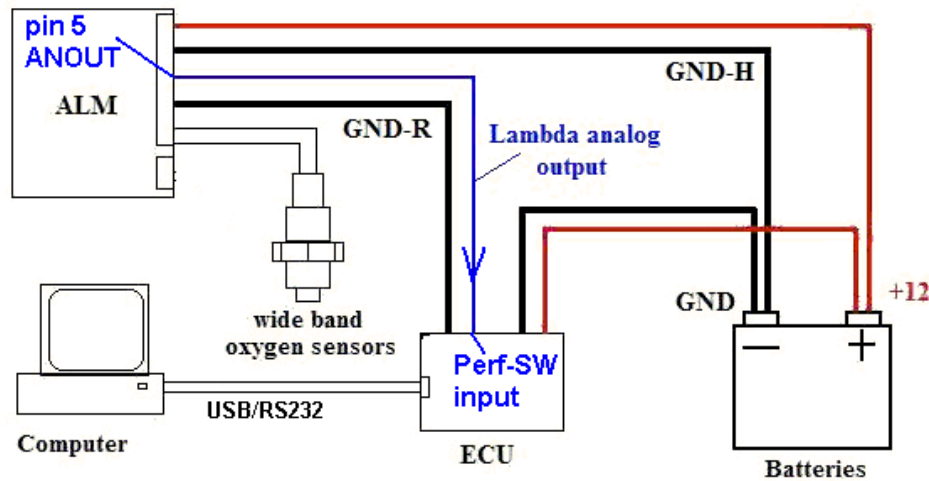 pin 5
ANOUT
ALM
GND-H
GND-R
Lambda analog
output
wide band
oxygen sensors
GND
+12
Perf-SW
input
USB/RS232
Computer
ECU
Batteries